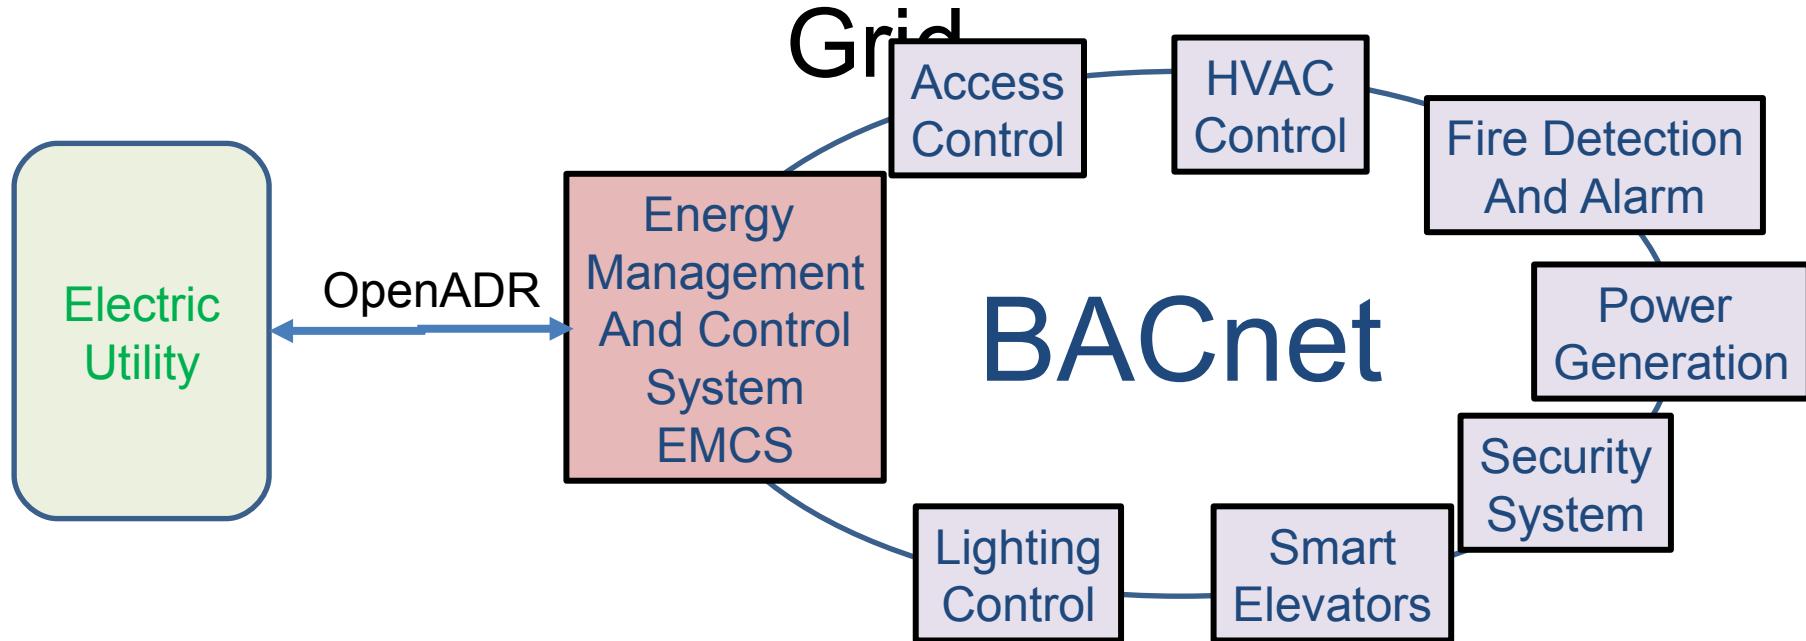 Grid
Access
Control
HVAC
Control
Fire Detection
And Alarm
Electric
Utility
OpenADR
Energy
Management
And Control
System
EMCS
BACnet
Power
Generation
Security
System
Lighting
Control
Smart
Elevators